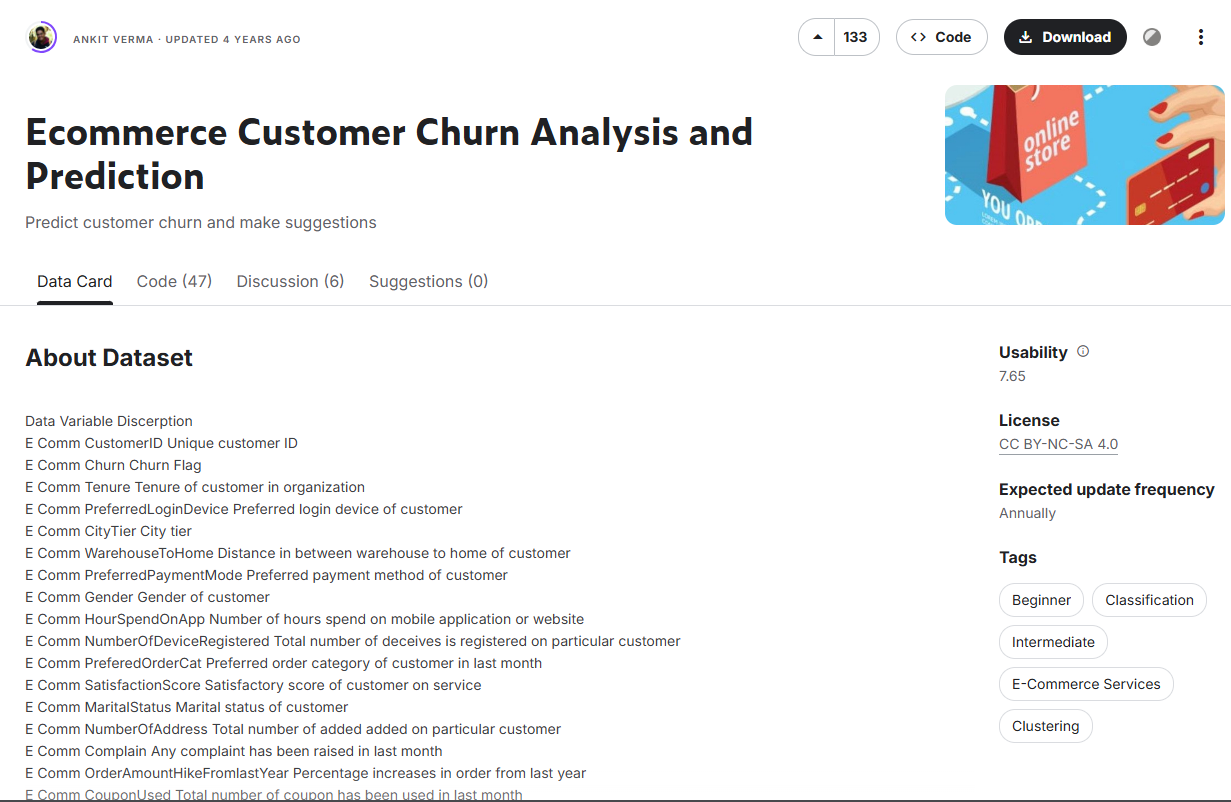 ANKIT VERMA · UPDATED 4 YEARS AGO
133
Code
Download
Ecommerce Customer Churn Analysis and
Prediction
Predict customer churn and make suggestions
online
store
YOU
Data Card
Code (47)
Discussion (6)
Suggestions (0)
About Dataset
Data Variable Discerption
E Comm CustomerID Unique customer ID
E Comm Churn Churn Flag
E Comm Tenure Tenure of customer in organization
E Comm PreferredLoginDevice Preferred login device of customer
E Comm CityTier City tier
E Comm WarehouseToHome Distance in between warehouse to home of customer
E Comm PreferredPaymentMode Preferred payment method of customer
E Comm Gender Gender of customer
E Comm HourSpendOnApp Number of hours spend on mobile application or website
E Comm NumberOfDeviceRegistered Total number of deceives is registered on particular customer
E Comm PreferedOrderCat Preferred order category of customer in last month
E Comm SatisfactionScore Satisfactory score of customer on service
E Comm MaritalStatus Marital status of customer
E Comm NumberOfAddress Total number of added added on particular customer
E Comm Complain Any complaint has been raised in last month
E Comm OrderAmountHikeFromlastYear Percentage increases in order from last year
E Comm CouponUsed Total number of coupon has been used in last month
Usability
7.65
License
CC BY-NC-SA 4.0
Expected update frequency
Annually
Tags
Beginner
Classification
Intermediate
E-Commerce Services
Clustering